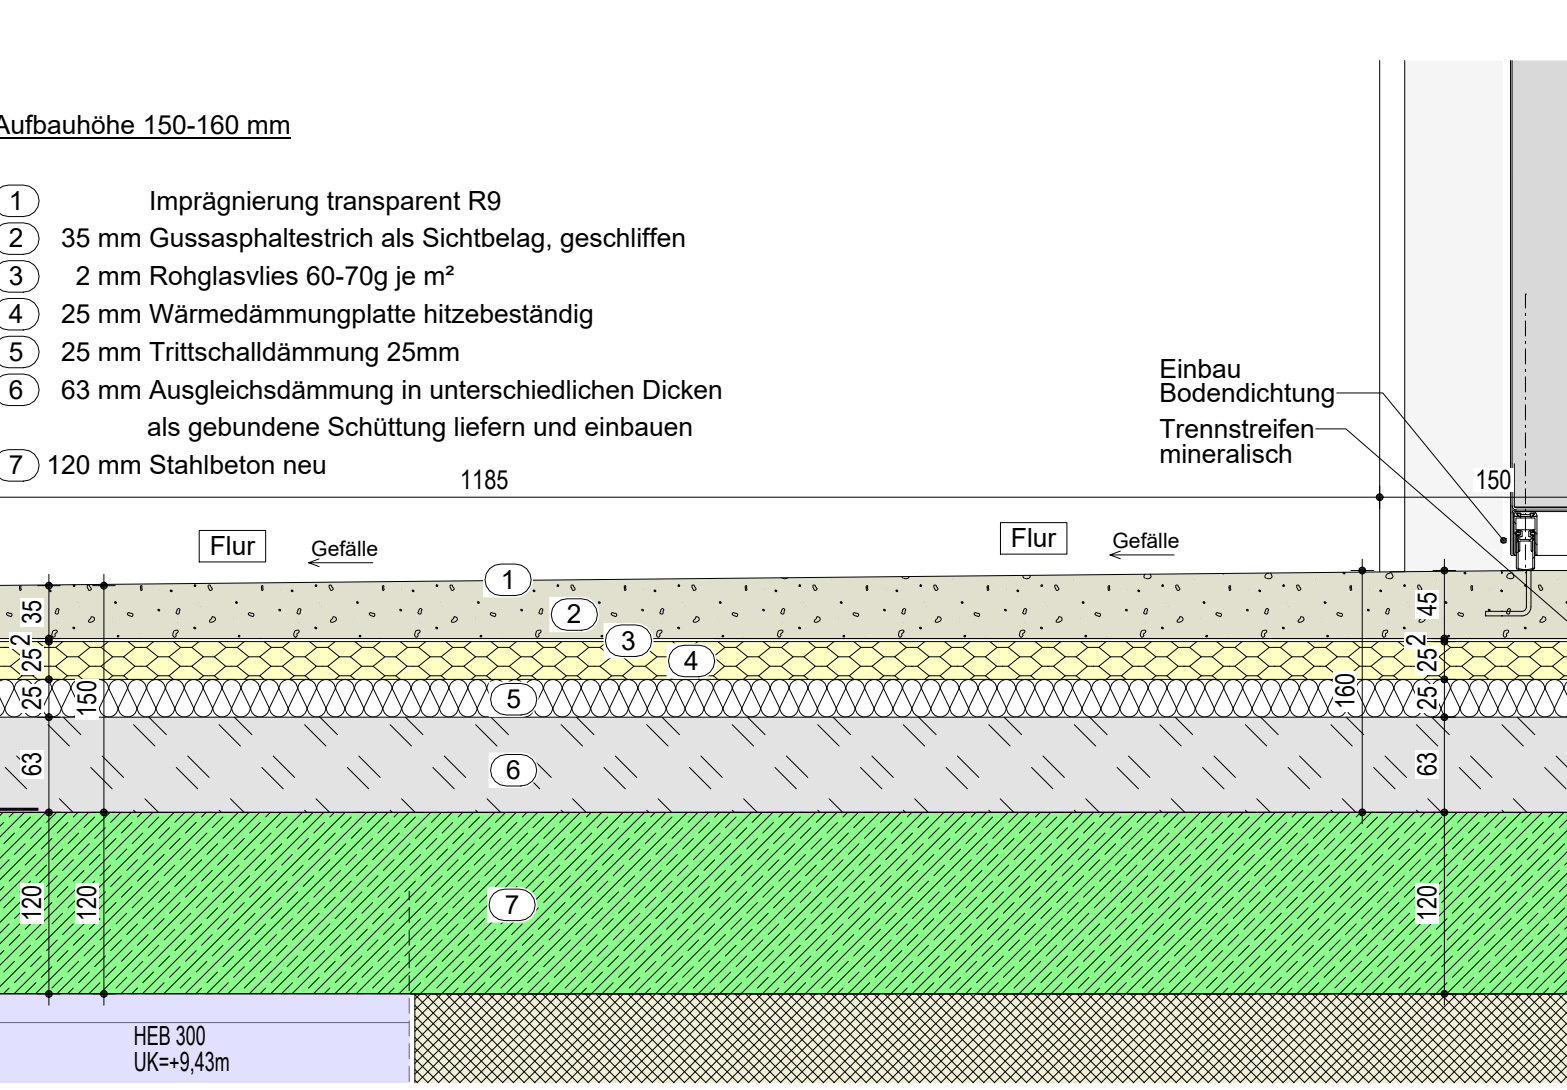 Aufbauhöhe 150-160 mm
1 Imprägnierung transparent R9
2 35 mm Gussasphaltestrich als Sichtbelag, geschliffen
3 2 mm Rohglasvlies 60-70g je m²
4 25 mm Wärmedämmungplatte hitzebeständig
5 25 mm Trittschalldämmung 25mm
6 63 mm Ausgleichsdämmung in unterschiedlichen Dicken
als gebundene Schüttung liefern und einbauen
7 120 mm Stahlbeton neu
Einbau
Bodendichtung
Trennstreifen
mineralisch
1185
150
Flur
Gefälle
Flur
Gefälle
1
2
3
4
5
6
7
35
2
25
25
63
150
120
120
160
45
2
25
25
63
120
HEB 300
UK=+9,43m